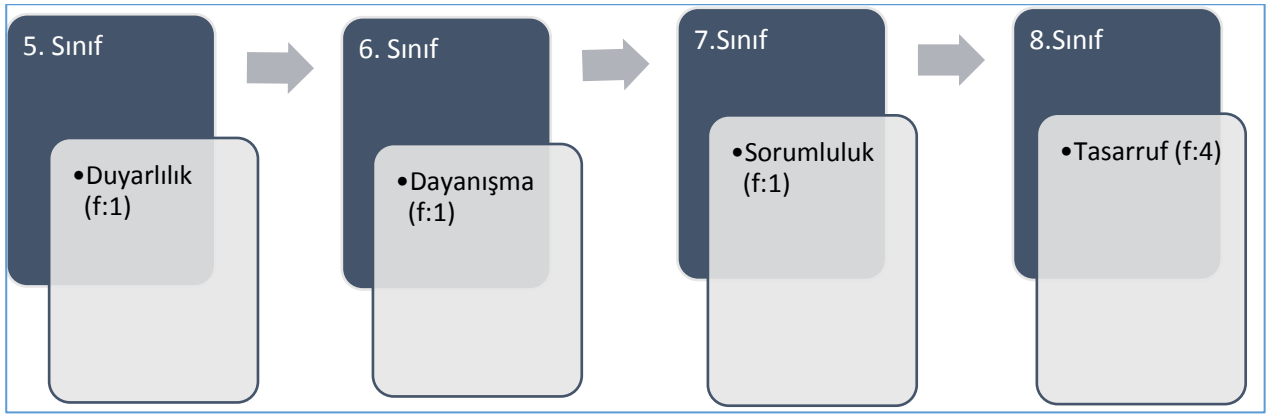 5. Sınıf
•Duyarlılık
(f:1)
6. Sınıf
•Dayanışma
(f:1)
7.Sınıf
•Sorumluluk
(f:1)
8.Sınıf
•Tasarruf (f:4)